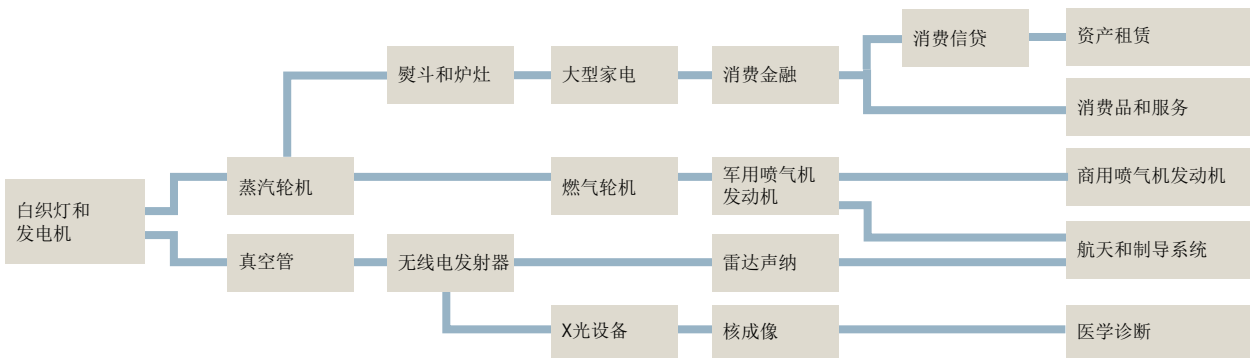 消费信贷
资产租赁
熨斗和炉灶
大型家电
消费金融
消费品和服务
白织灯和
发电机
蒸汽轮机
燃气轮机
军用喷气机
发动机
商用喷气机发动机
真空管
无线电发射器
雷达声纳
航天和制导系统
X光设备
核成像
医学诊断